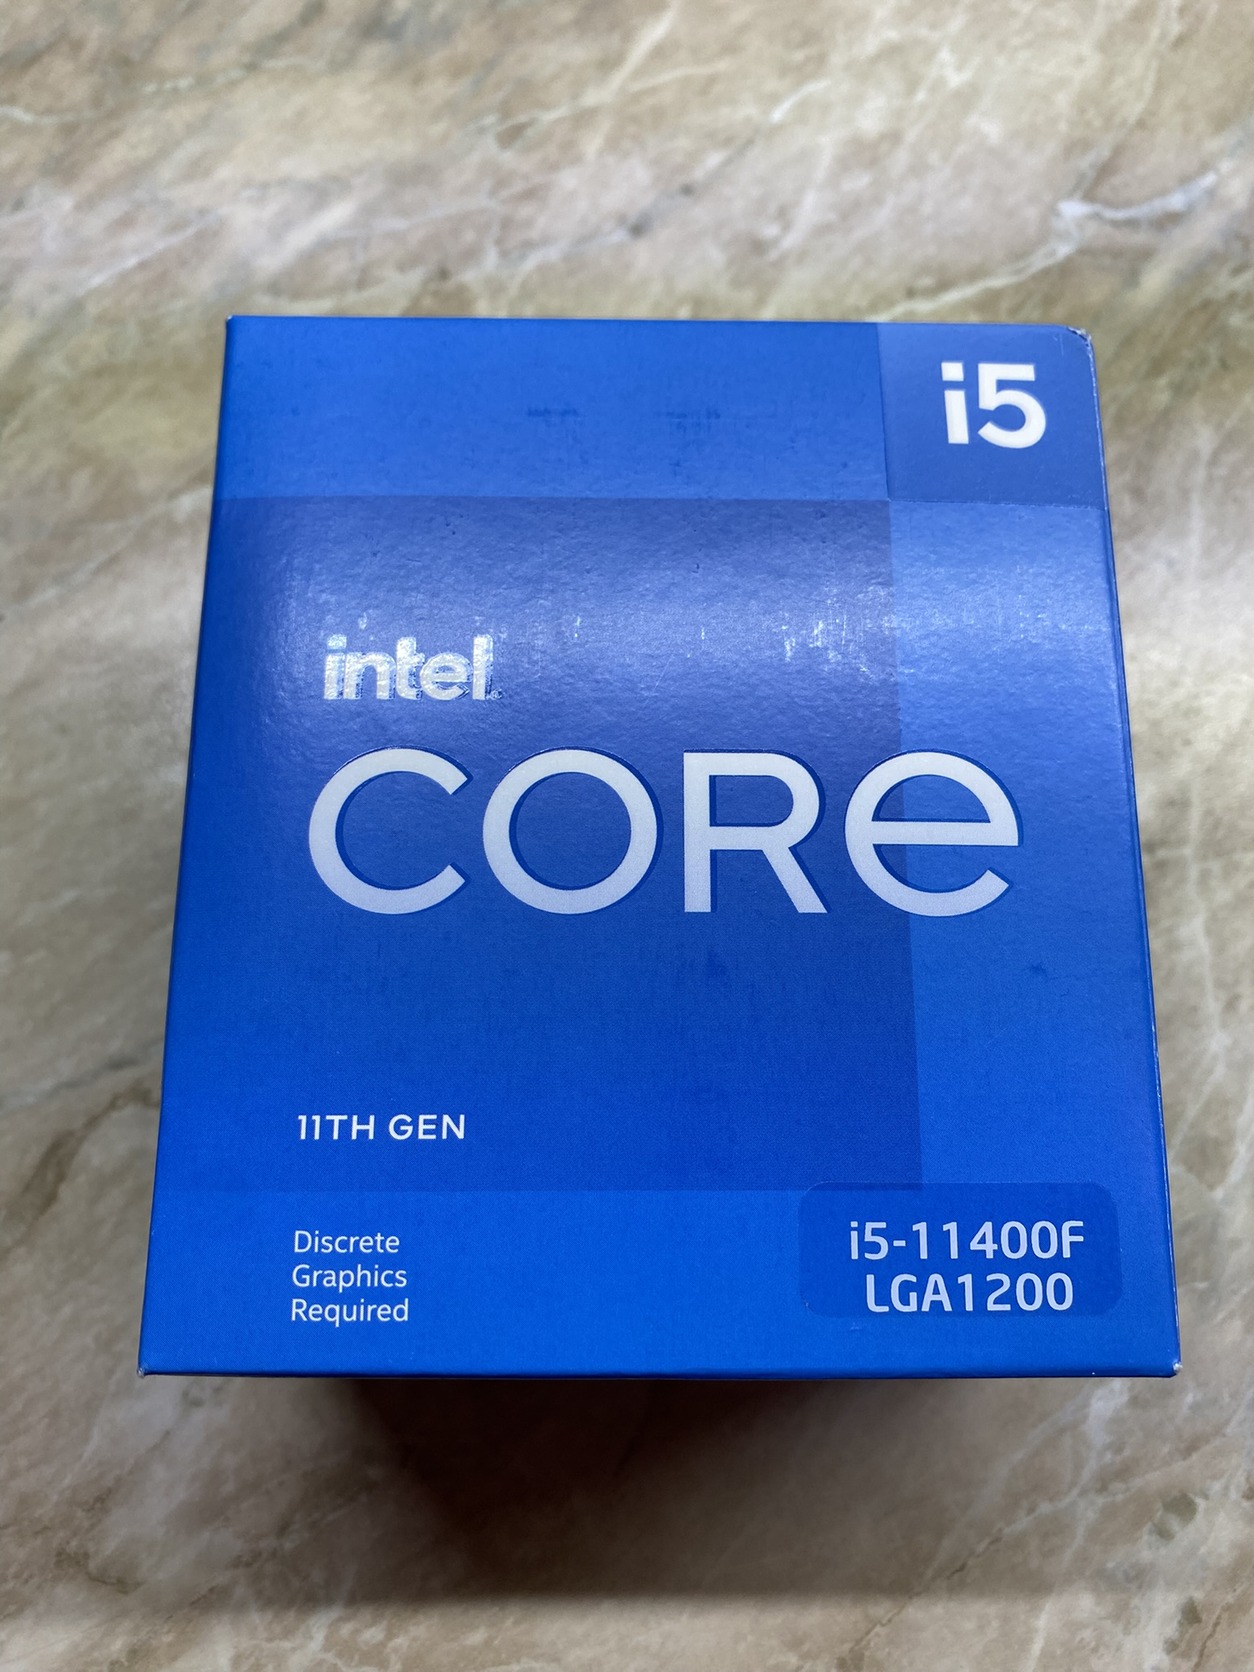 i5
intel
CORe
11TH GEN
Discrete
Graphics
Required
i5-11400F
LGA1200